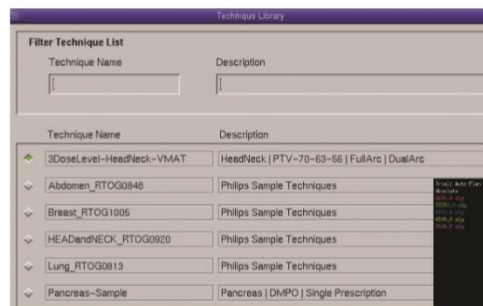 Technique Library
Filter Technique List
Technique Name Description
Technique Name Description
3DoseLevel-HeadNeck-VMAT HeadNeck | PTV-70-63-56 | FullArc | DualArc
Abdomen_RTOG0848 Philips Sample Techniques
Breast_RTOG1005 Philips Sample Techniques
HEADandNECK_RTOG0920 Philips Sample Techniques
Lung_RTOG0813 Philips Sample Techniques
Pancreas-Sample Pancreas | DMPO | Single Prescription
Absolute